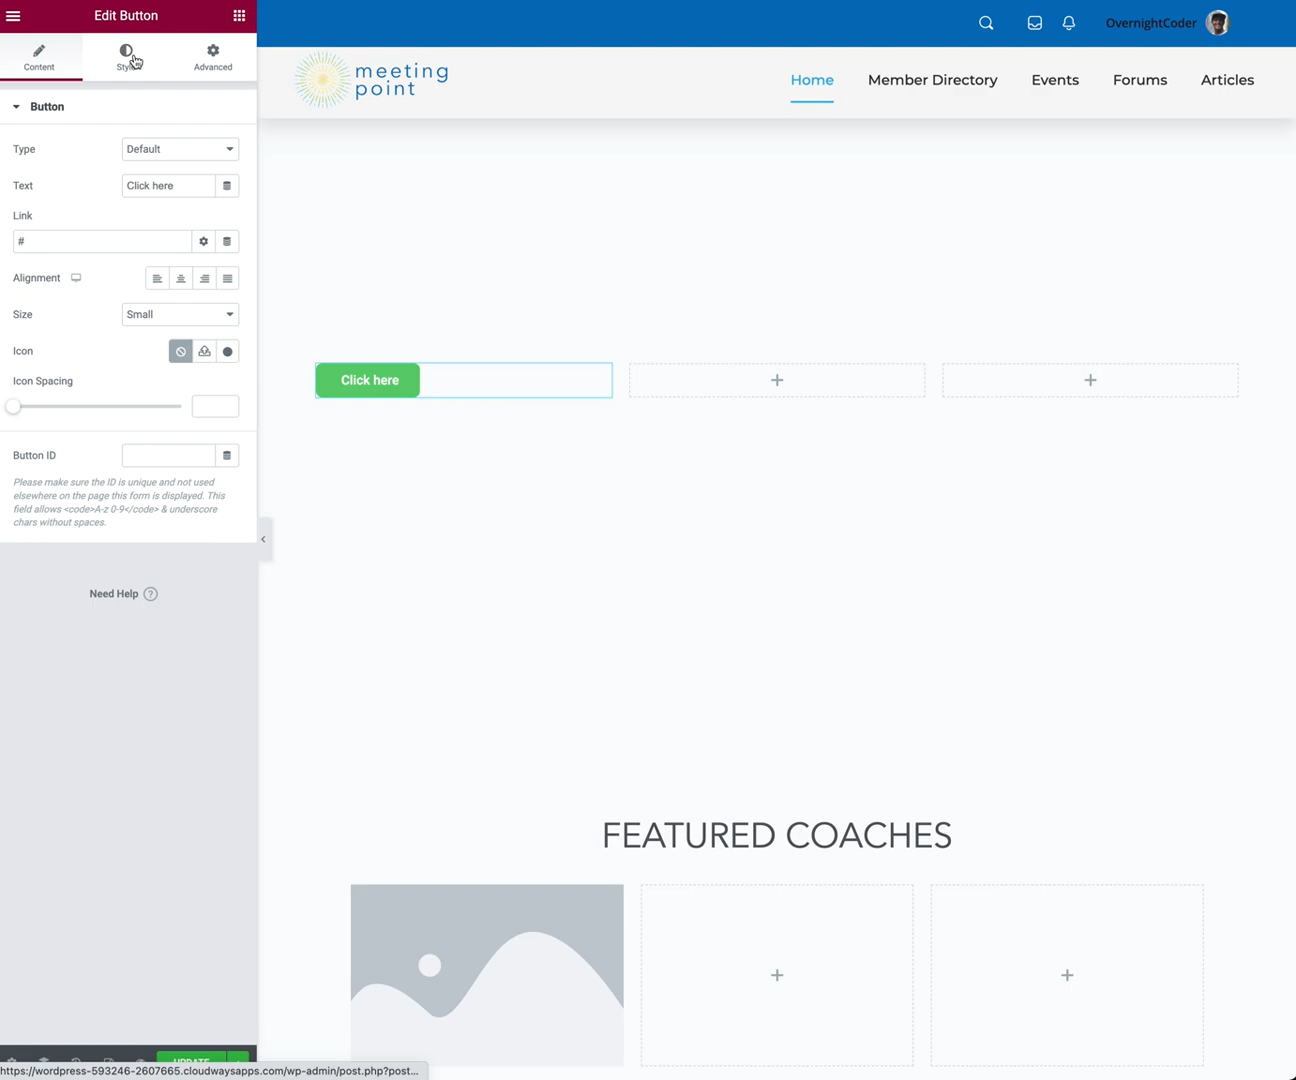 Edit Button
Content
Advanced
OvernightCoder
meeting
point
Home
Member Directory
Events
Forums
Articles
Button
Type
Default
Text
Click here
Link
#
Alignment
Size
Small
Icon
Icon Spacing
Button ID
Please make sure the ID is unique and not used
elsewhere on the page this form is displayed. This
field allows <code>A-z 0-9</code> & underscore
chars without spaces.
Need Help
Click here
FEATURED COACHES
UPDATE
https://wordpress-593246-2607665.cloudwaysapps.com/wp-admin/post.php?post...